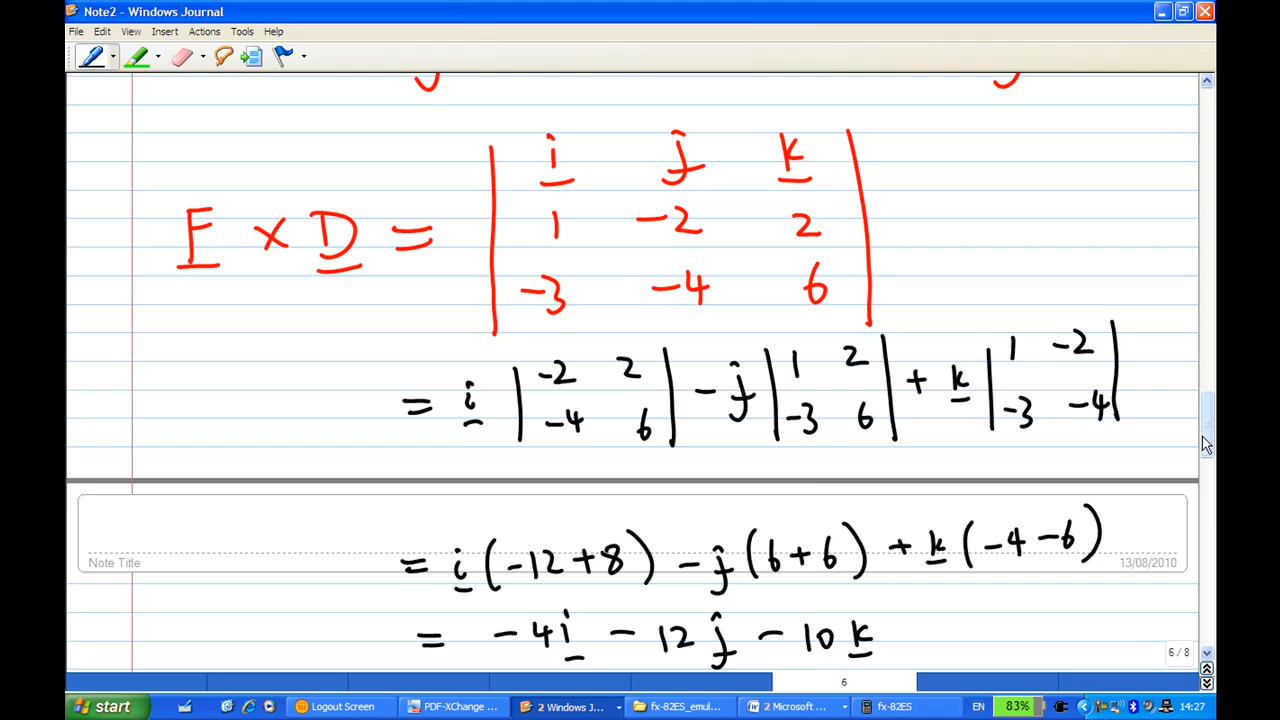 Note2 - Windows Journal
File Edit View Insert Actions Tools Help
i j k
F × D = 1 -2 2
-3 -4 6
= i | -2 2 | - j | 1 2 | + k | 1 -2 |
| -4 6 | | -3 6 | | -3 -4 |
= i (-12 + 8) - j (6 + 6) + k (-4 - 6)
Note Title 13/08/2010
= -4i - 12j - 10k
6 / 8
6
start Logout Screen PDF-XChange ... 2 Windows J... fx-82ES_emul... 2 Microsoft ... fx-82ES EN 83% 14:27